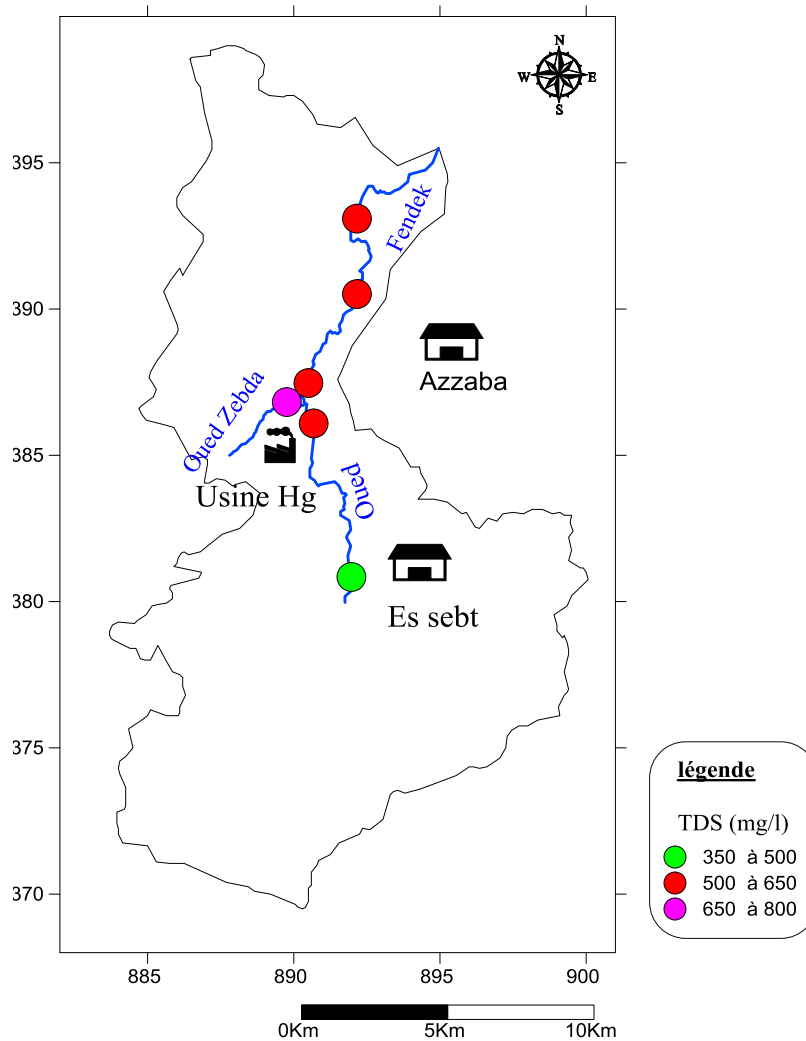 N
W E
S
395
Fendek
390
Azzaba
Oued Zebda
385
Usine Hg
Oued
380
Es sebt
375
légende
TDS (mg/l)
350 à 500
500 à 650
650 à 800
370
885 890 895 900
0Km 5Km 10Km